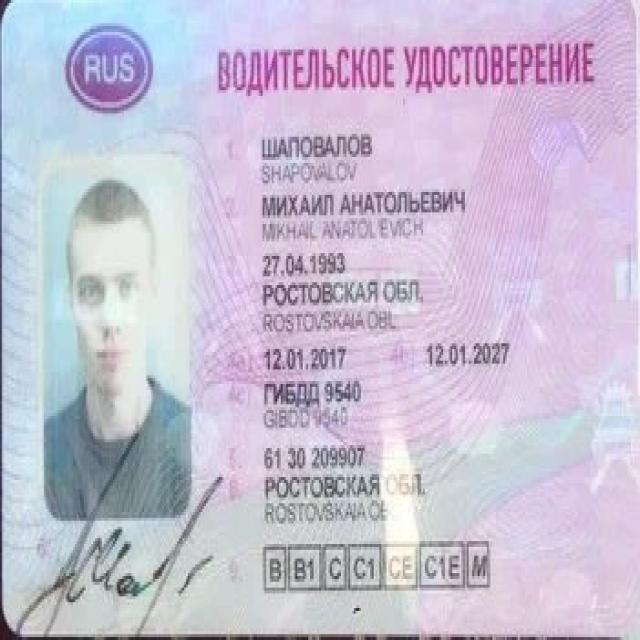 RUS
ВОДИТЕЛЬСКОЕ УДОСТОВЕРЕНИЕ
1. ШАПОВАЛОВ
SHAPOVALOV
2. МИХАИЛ АНАТОЛЬЕВИЧ
MIKHAIL ANATOL'EVICH
3. 27.04.1993
РОСТОВСКАЯ ОБЛ.
ROSTOVSKAIA OBL.
4a) 12.01.2017 4b) 12.01.2027
4c) ГИБДД 9540
GIBDD 9540
5. 61 30 209907
8. РОСТОВСКАЯ ОБЛ.
ROSTOVSKAIA OBL.
6.
9. B B1 C C1 CE C1E M